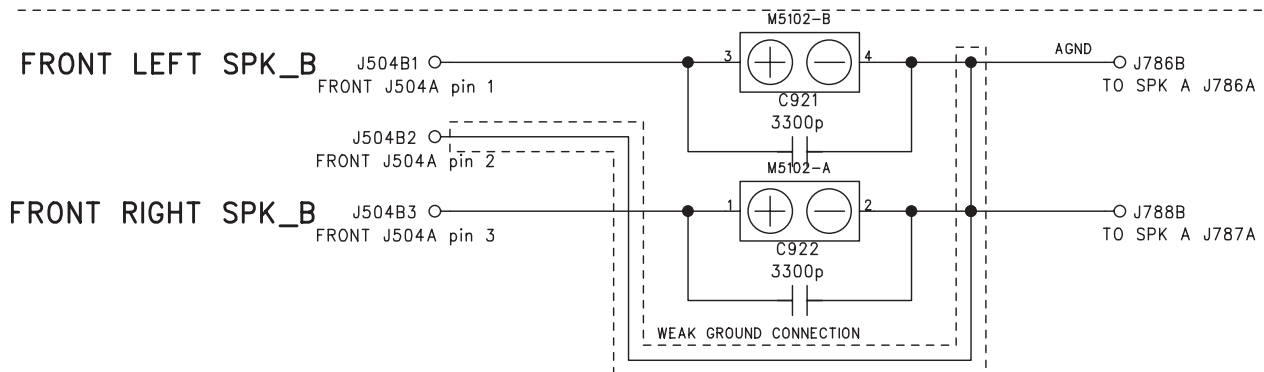 M5102-B
FRONT LEFT SPK_B
J504B1
FRONT J504A pin 1
3
4
AGND
J786B
TO SPK A J786A
C921
3300p
J504B2
FRONT J504A pin 2
M5102-A
FRONT RIGHT SPK_B
J504B3
FRONT J504A pin 3
1
2
J788B
TO SPK A J787A
C922
3300p
WEAK GROUND CONNECTION